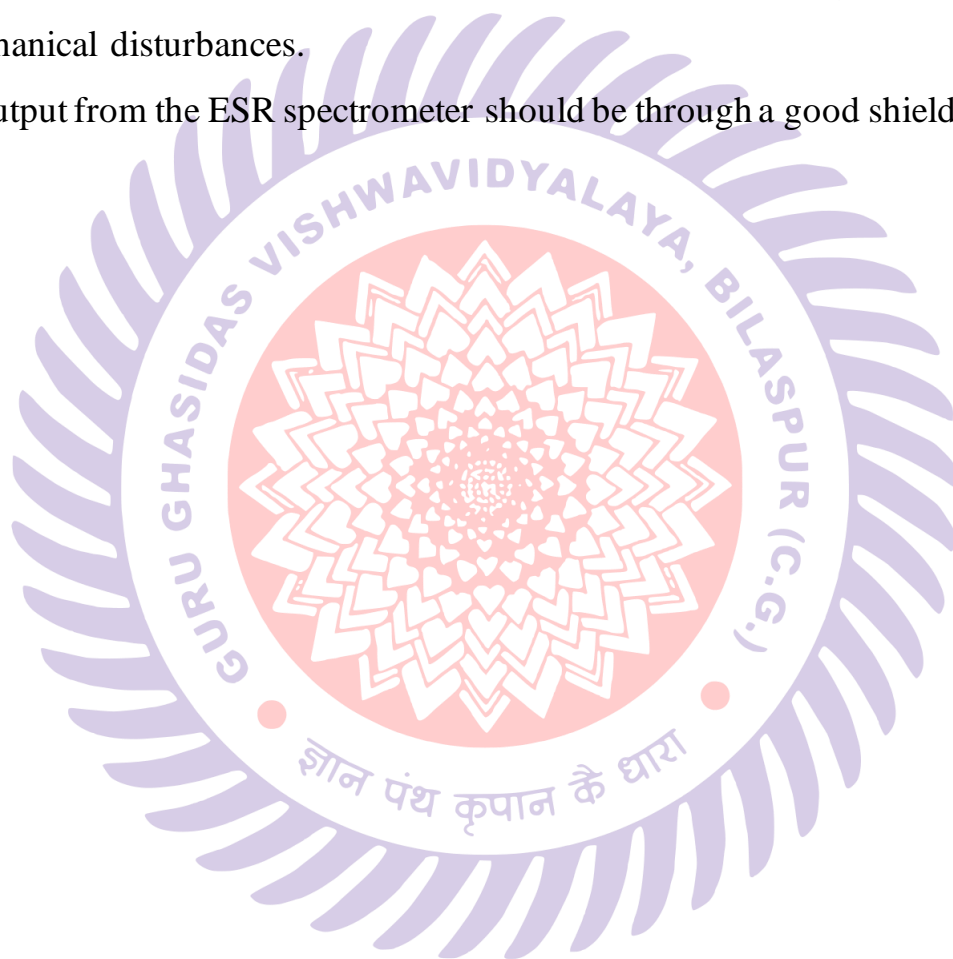 hanical disturbances.
utput from the ESR spectrometer should be through a good shield
GURU GHASIDAS VISHWAVIDYALAYA, BILASPUR (C.G.)
ज्ञान पंथ कृपान कै धारा